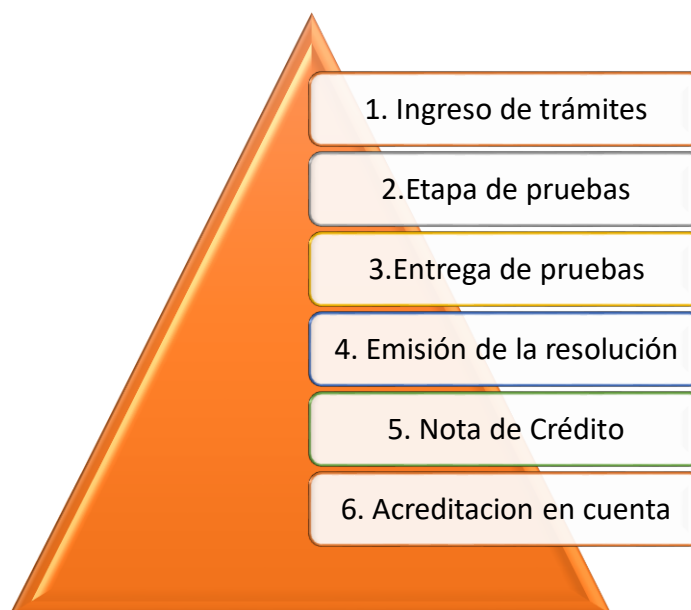 1. Ingreso de trámites
2.Etapa de pruebas
3.Entrega de pruebas
4. Emisión de la resolución
5. Nota de Crédito
6. Acreditacion en cuenta